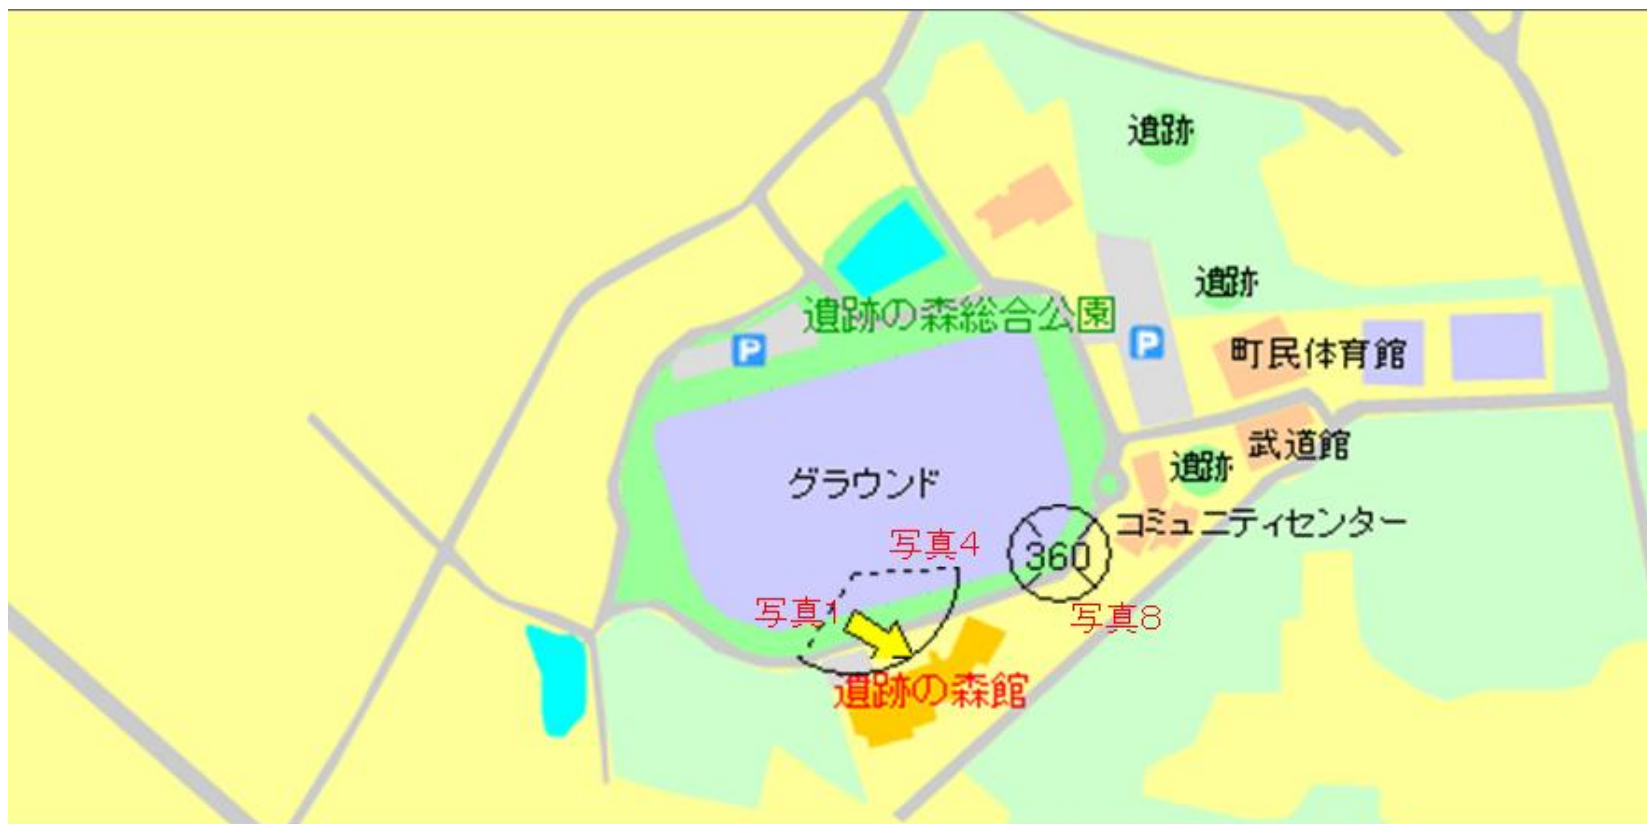 遺跡
遺跡
遺跡の森総合公園
P
P
町民体育館
武道館
遺跡
グラウンド
コミュニティセンター
写真4
360
写真1
写真8
遺跡の森館